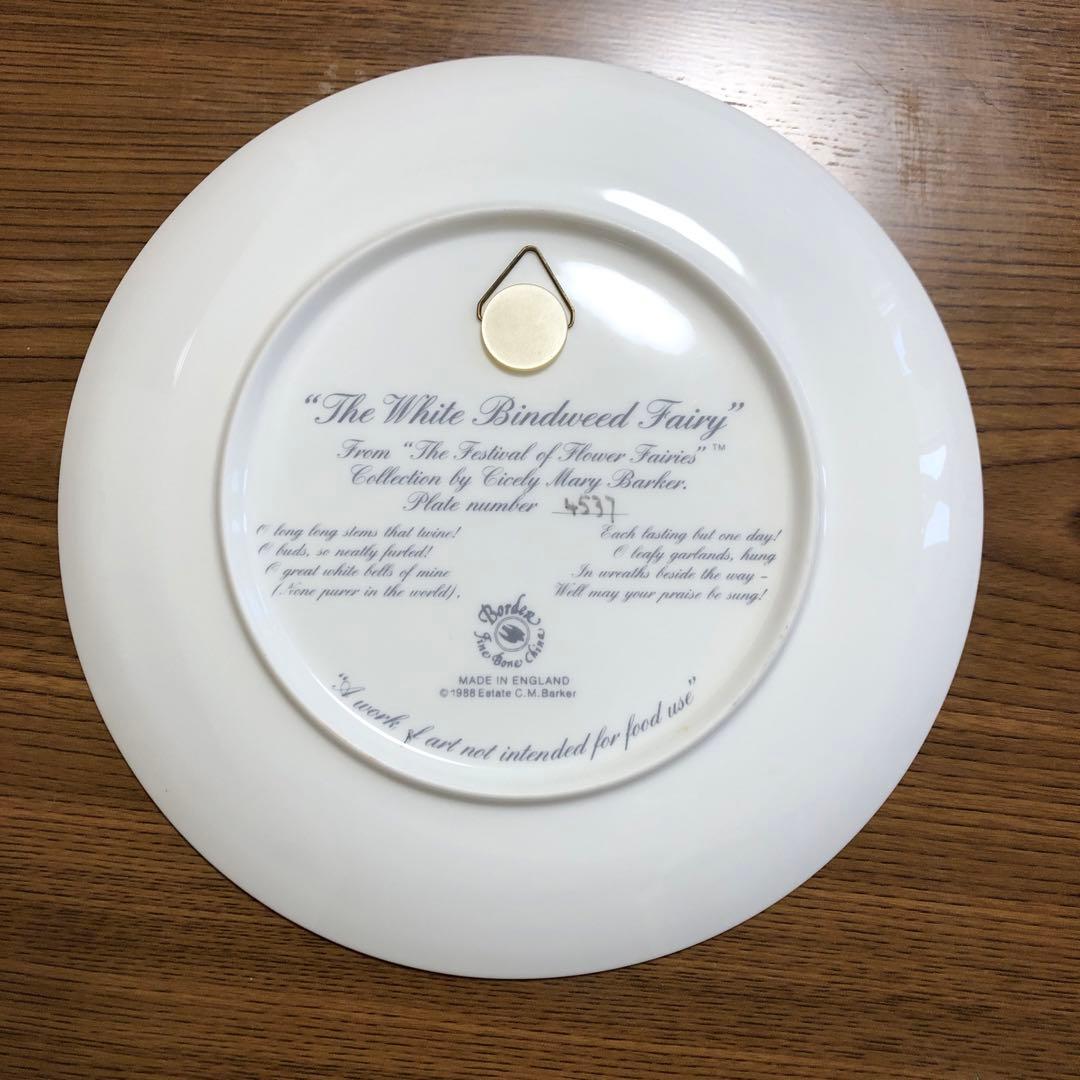 “The White Bindweed Fairy”
From “The Festival of Flower Fairies”™
Collection by Cicely Mary Barker.
Plate number 4537
O long long stems that twine!
O buds, so neatly furled!
O great white bells of mine
(None purer in the world),
Each lasting but one day!
O leafy garlands, hung
In wreaths beside the way –
Well may your praise be sung!
Border
Fine Bone China
MADE IN ENGLAND
©1988 Estate C.M.Barker
“A work of art not intended for food use”